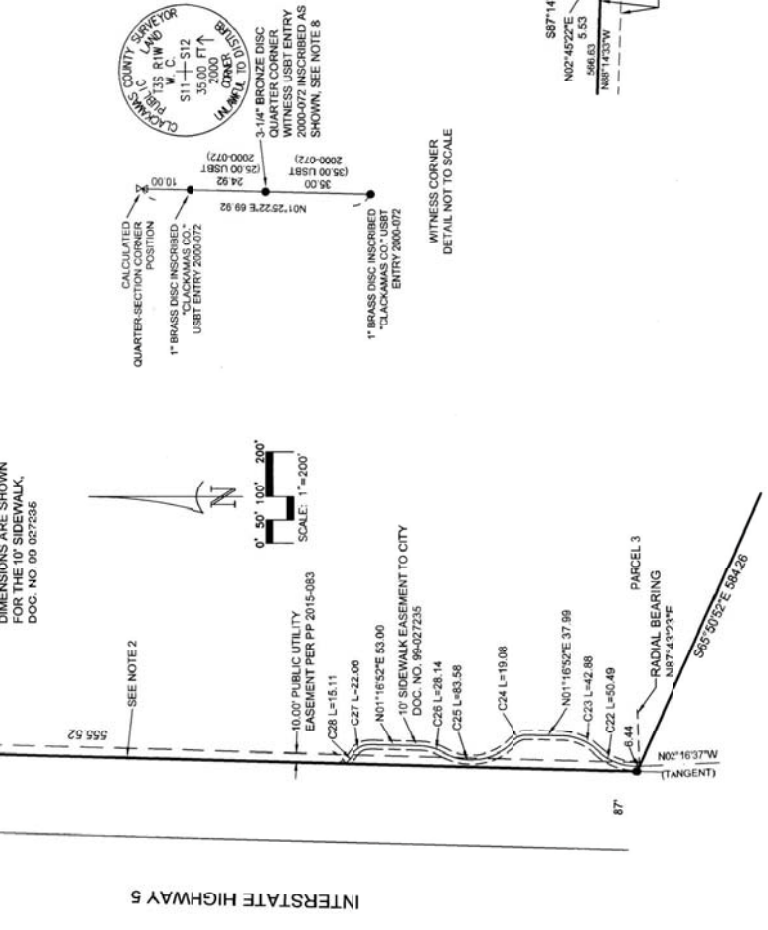 CLACKAMAS COUNTY SURVEYOR
PUBLIC LAND
T3S R1W
W. C.
S11 S12
35.00 FT
2000
CORNER
UNLAWFUL TO DISTURB
3-1/4" BRONZE DISC
QUARTER CORNER
WITNESS USBT ENTRY
2000-072 INSCRIBED AS
SHOWN, SEE NOTE 8
CALCULATED
QUARTER-SECTION CORNER
POSITION
1" BRASS DISC INSCRIBED
"CLACKAMAS CO."
USBT ENTRY 2000-072
10.00
24.92
(25.00 USBT
2000-072)
35.00
(35.00 USBT
2000-072)
N01°25'22"E 69.92
1" BRASS DISC INSCRIBED
"CLACKAMAS CO." USBT
ENTRY 2000-072
WITNESS CORNER
DETAIL NOT TO SCALE
S87°14
N02°45'22"E
5.53
566.63
N88°14'33"W
DIMENSIONS ARE SHOWN
FOR THE 10' SIDEWALK,
DOC. NO. 99 027235
N
0' 50' 100' 200'
SCALE: 1"=200'
555.52
SEE NOTE 2
10.00' PUBLIC UTILITY
EASEMENT PER PP 2015-083
C28 L=15.11
C27 L=22.06
N01°16'52"E 53.00
10' SIDEWALK EASEMENT TO CITY
DOC. NO. 99-027235
C26 L=28.14
C25 L=83.58
C24 L=19.08
N01°16'52"E 37.99
C23 L=42.88
C22 L=50.49
6.44
PARCEL 3
RADIAL BEARING
N87°43'23"E
S65°50'52"E 584.26
N02°16'37"W
(TANGENT)
87'
INTERSTATE HIGHWAY 5